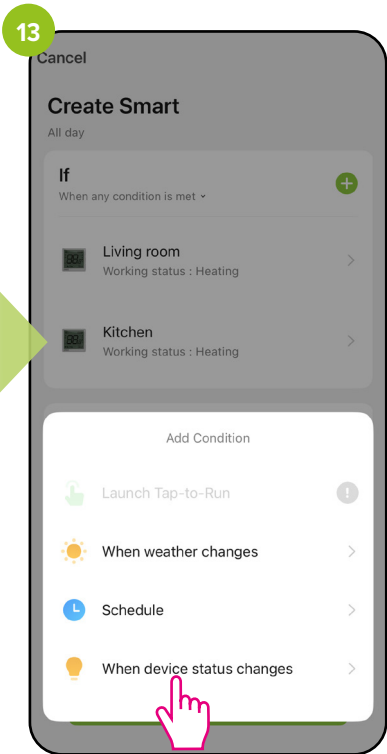 13
Cancel
Create Smart
All day
If
When any condition is met
Living room
Working status : Heating
Kitchen
Working status : Heating
Add Condition
Launch Tap-to-Run
When weather changes
Schedule
When device status changes